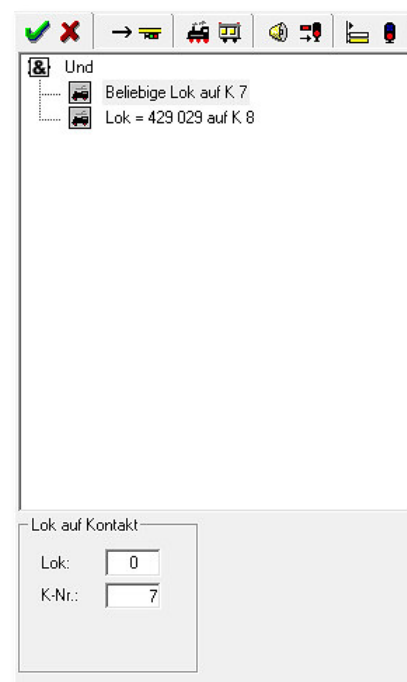 & Und
Beliebige Lok auf K 7
Lok = 429 029 auf K 8
Lok auf Kontakt
Lok: 0
K-Nr.: 7